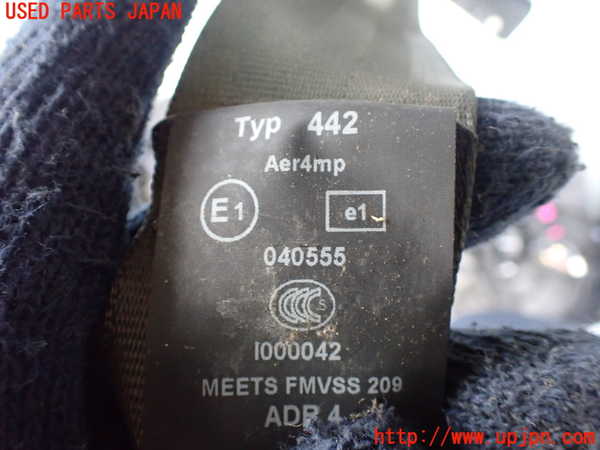 USED PARTS JAPAN
Typ 442
Aer4mp
E1 e1
040555
CCC S
I000042
MEETS FMVSS 209
ADR 4
http://www.upjpn.com